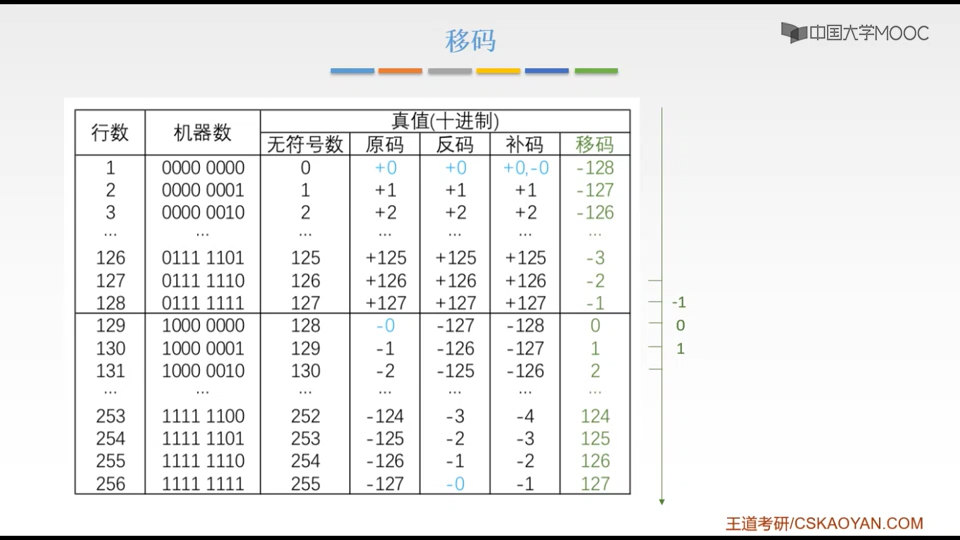 移码
中国大学MOOC
行数 机器数 真值(十进制)
无符号数 原码 反码 补码 移码
1 0000 0000 0 +0 +0 +0,-0 -128
2 0000 0001 1 +1 +1 +1 -127
3 0000 0010 2 +2 +2 +2 -126
... ... ... ... ... ... ...
126 0111 1101 125 +125 +125 +125 -3
127 0111 1110 126 +126 +126 +126 -2
128 0111 1111 127 +127 +127 +127 -1 -1
129 1000 0000 128 -0 -127 -128 0 0
130 1000 0001 129 -1 -126 -127 1 1
131 1000 0010 130 -2 -125 -126 2
... ... ... ... ... ... ...
253 1111 1100 252 -124 -3 -4 124
254 1111 1101 253 -125 -2 -3 125
255 1111 1110 254 -126 -1 -2 126
256 1111 1111 255 -127 -0 -1 127
王道考研/CSKAOYAN.COM